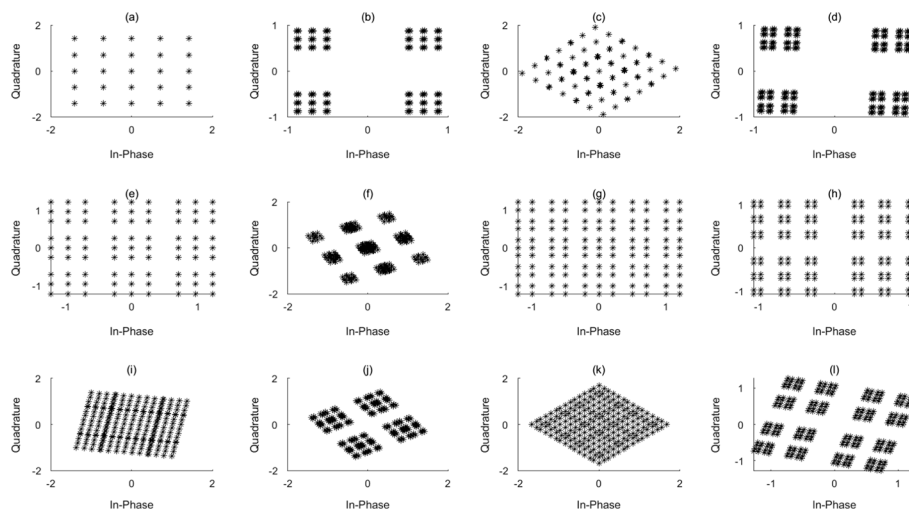 (a)
2
1
0
-1
-2
-2 0 2
Quadrature
In-Phase
(b)
1
0
-1
-1 0 1
Quadrature
In-Phase
(c)
2
0
-2
-2 0 2
Quadrature
In-Phase
(d)
1
0
-1
-1 0
Quadrature
In-Phase
(e)
1
0
-1
-1 0 1
Quadrature
In-Phase
(f)
2
0
-2
-2 0 2
Quadrature
In-Phase
(g)
1
0
-1
-1 0 1
Quadrature
In-Phase
(h)
1
0
-1
-1 0 1
Quadrature
In-Phase
(i)
2
0
-2
-2 0 2
Quadrature
In-Phase
(j)
2
0
-2
-2 0 2
Quadrature
In-Phase
(k)
2
0
-2
-2 0 2
Quadrature
In-Phase
(l)
1
0
-1
-1 0 1
Quadrature
In-Phase